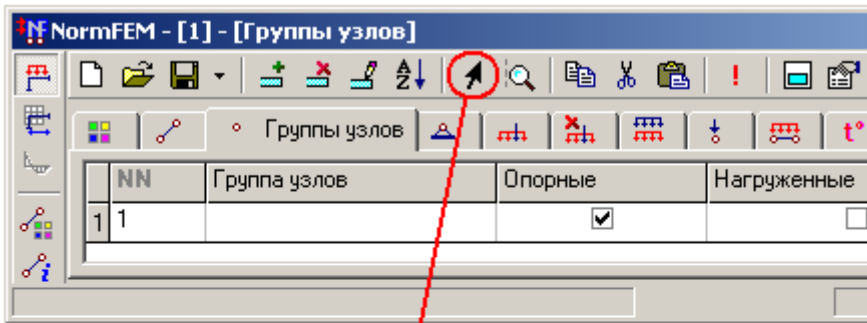 NormFEM - [1] - [Группы узлов]
Группы узлов
t°
NN Группа узлов Опорные Нагруженные
1 1